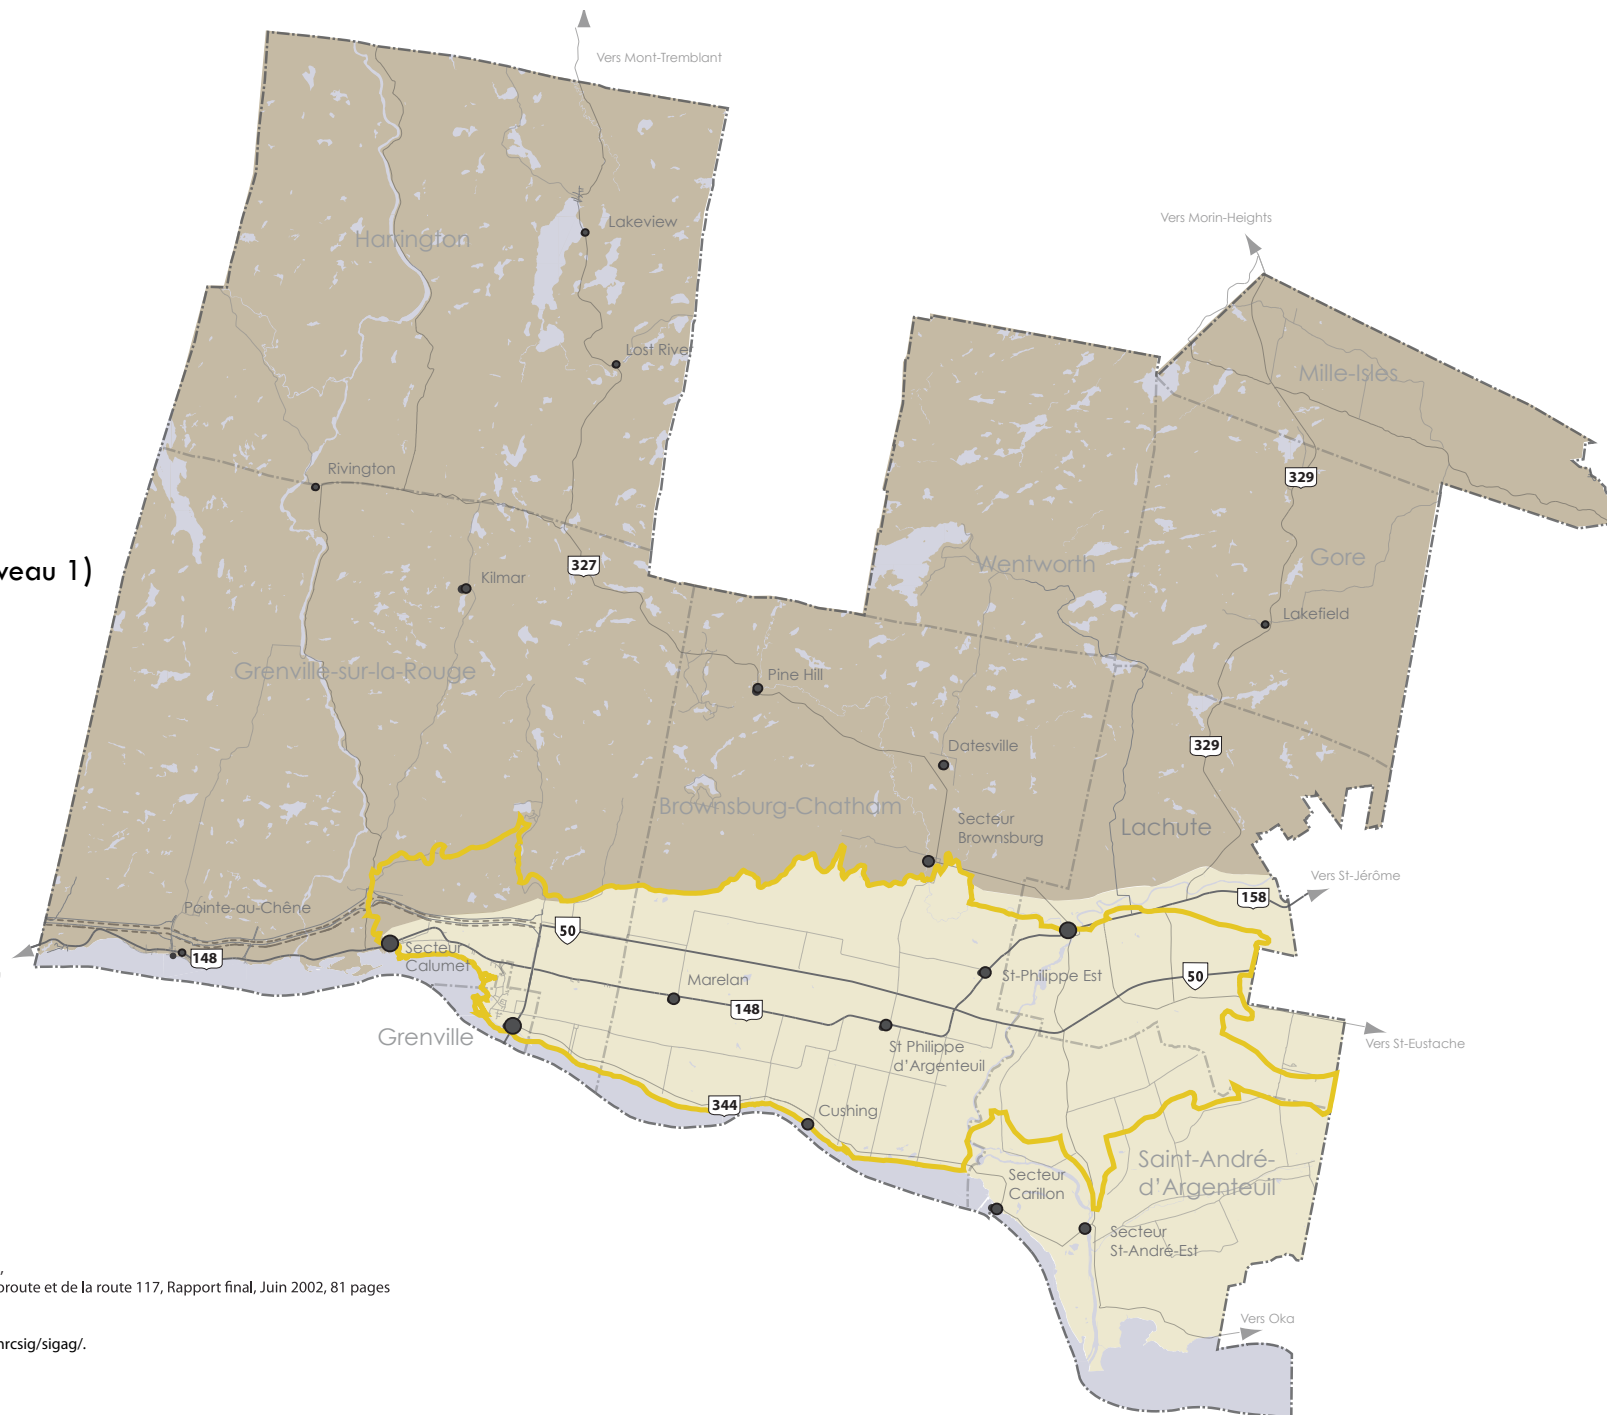 Vers Mont-Tremblant
Vers Morin-Heights
Lakeview
Harrington
Lost River
Mille-Isles
Rivington
329
veau 1)
327
Kilmar
Wentworth
Gore
Lakefield
Grenville-sur-la-Rouge
Pine Hill
Datesville
329
Brownsburg-Chatham
Secteur
Brownsburg
Lachute
Vers St-Jérôme
158
Pointe-au-Chêne
50
148
Secteur
Calumet
Marelan
148
St-Philippe Est
50
Grenville
St Philippe
d'Argenteuil
Vers St-Eustache
344
Cushing
Secteur
Carillon
Saint-André-
d'Argenteuil
Secteur
St-André-Est
Vers Oka
,
oroute et de la route 117, Rapport final, Juin 2002, 81 pages
nrcsig/sigag/.